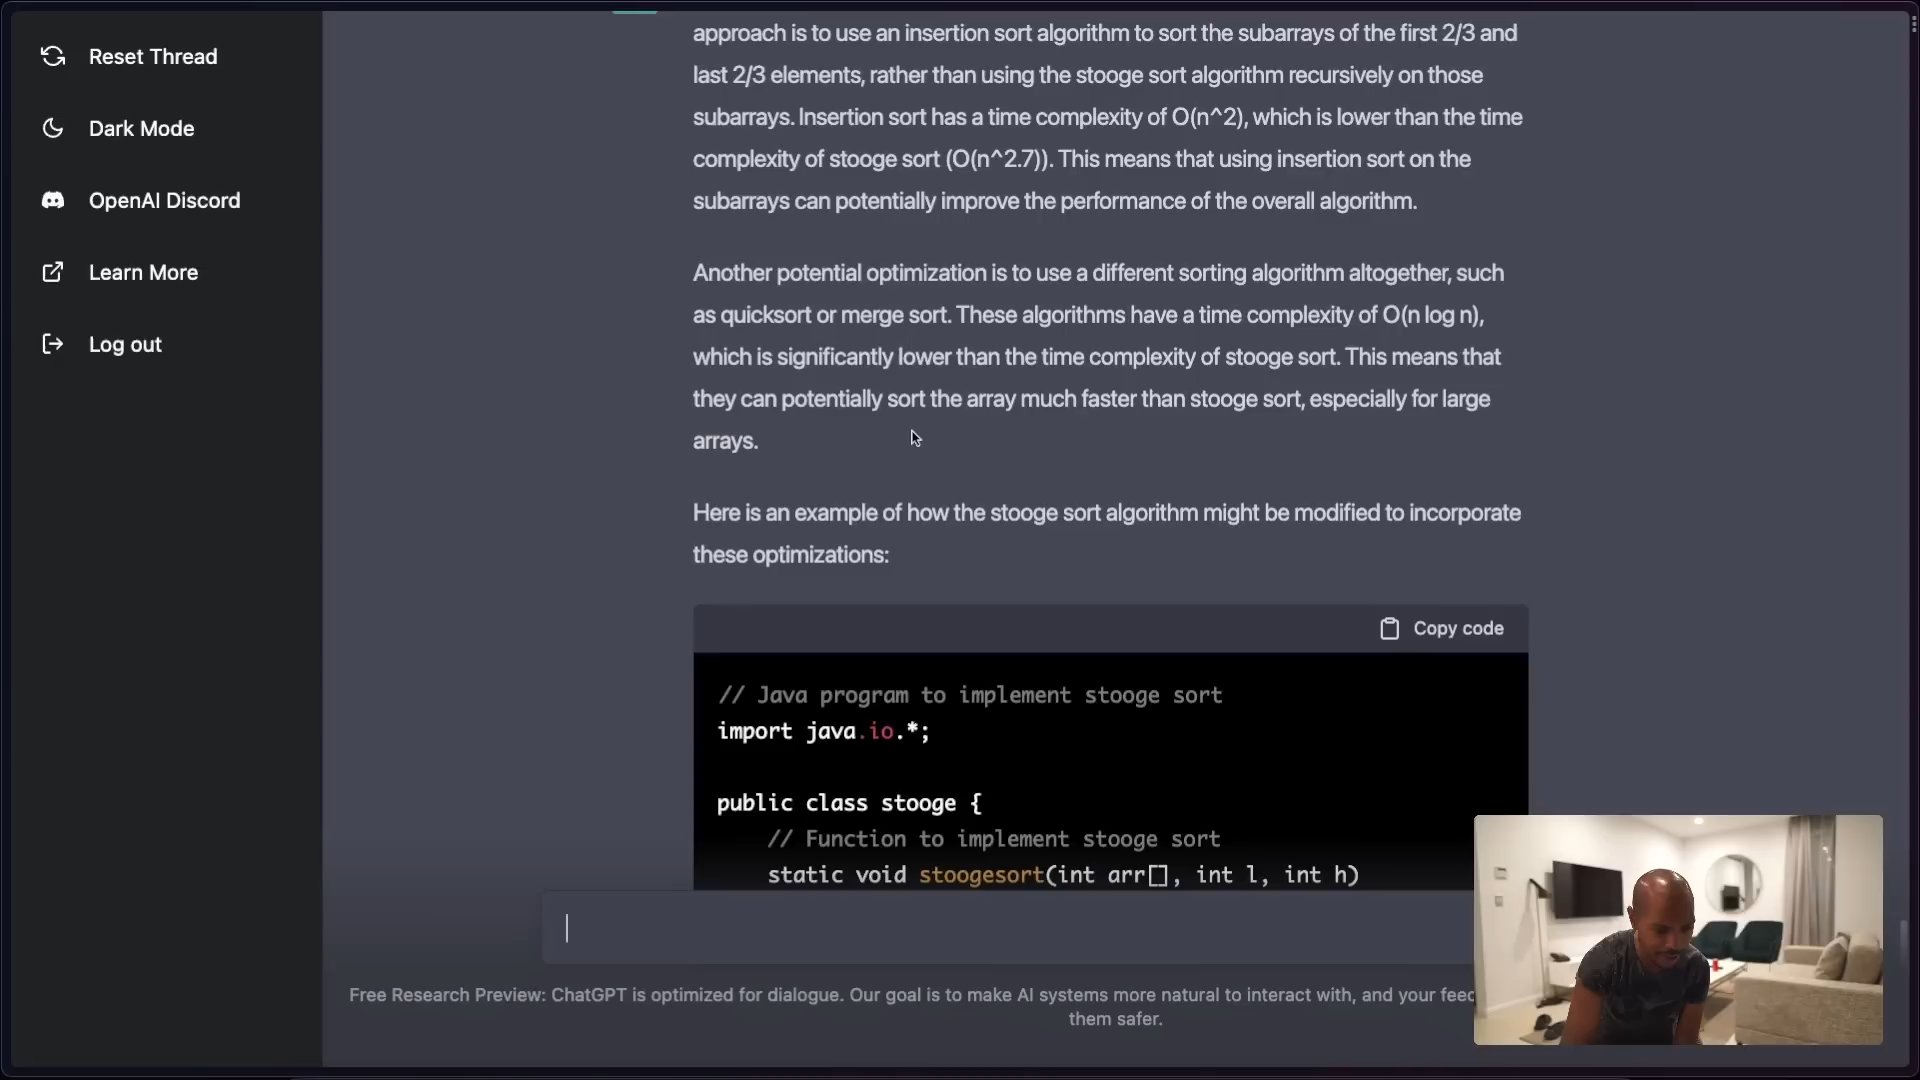 Reset Thread
Dark Mode
OpenAI Discord
Learn More
Log out
approach is to use an insertion sort algorithm to sort the subarrays of the first 2/3 and
last 2/3 elements, rather than using the stooge sort algorithm recursively on those
subarrays. Insertion sort has a time complexity of O(n^2), which is lower than the time
complexity of stooge sort (O(n^2.7)). This means that using insertion sort on the
subarrays can potentially improve the performance of the overall algorithm.
Another potential optimization is to use a different sorting algorithm altogether, such
as quicksort or merge sort. These algorithms have a time complexity of O(n log n),
which is significantly lower than the time complexity of stooge sort. This means that
they can potentially sort the array much faster than stooge sort, especially for large
arrays.
Here is an example of how the stooge sort algorithm might be modified to incorporate
these optimizations:
Copy code
// Java program to implement stooge sort
import java.io.*;
public class stooge {
// Function to implement stooge sort
static void stoogesort(int arr[], int l, int h)
Free Research Preview: ChatGPT is optimized for dialogue. Our goal is to make AI systems more natural to interact with, and your feed
them safer.